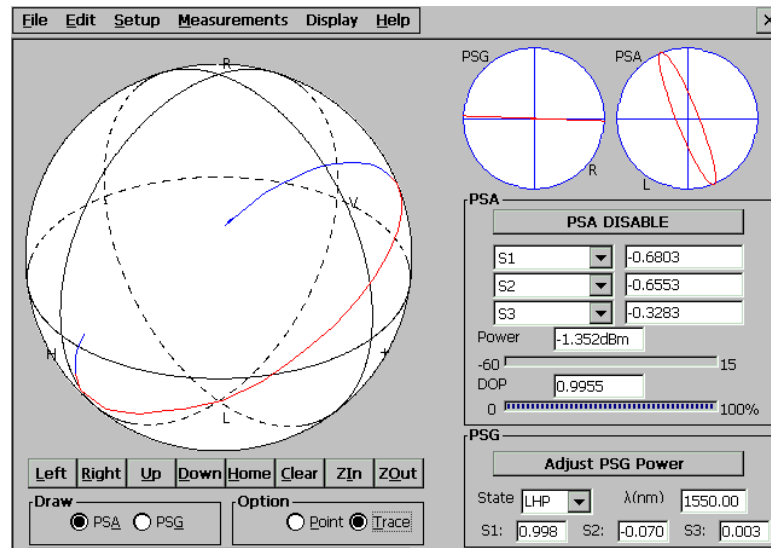 File Edit Setup Measurements Display Help ×
R
V
H
+
L
PSG
R
PSA
L
PSA
PSA DISABLE
S1 -0.6803
S2 -0.6553
S3 -0.3283
Power -1.352dBm
-60 15
DOP 0.9955
0 100%
Left Right Up Down Home Clear ZIn ZOut
Draw
PSA PSG
Option
Point Trace
PSG
Adjust PSG Power
State LHP λ(nm) 1550.00
S1: 0.998 S2: -0.070 S3: 0.003